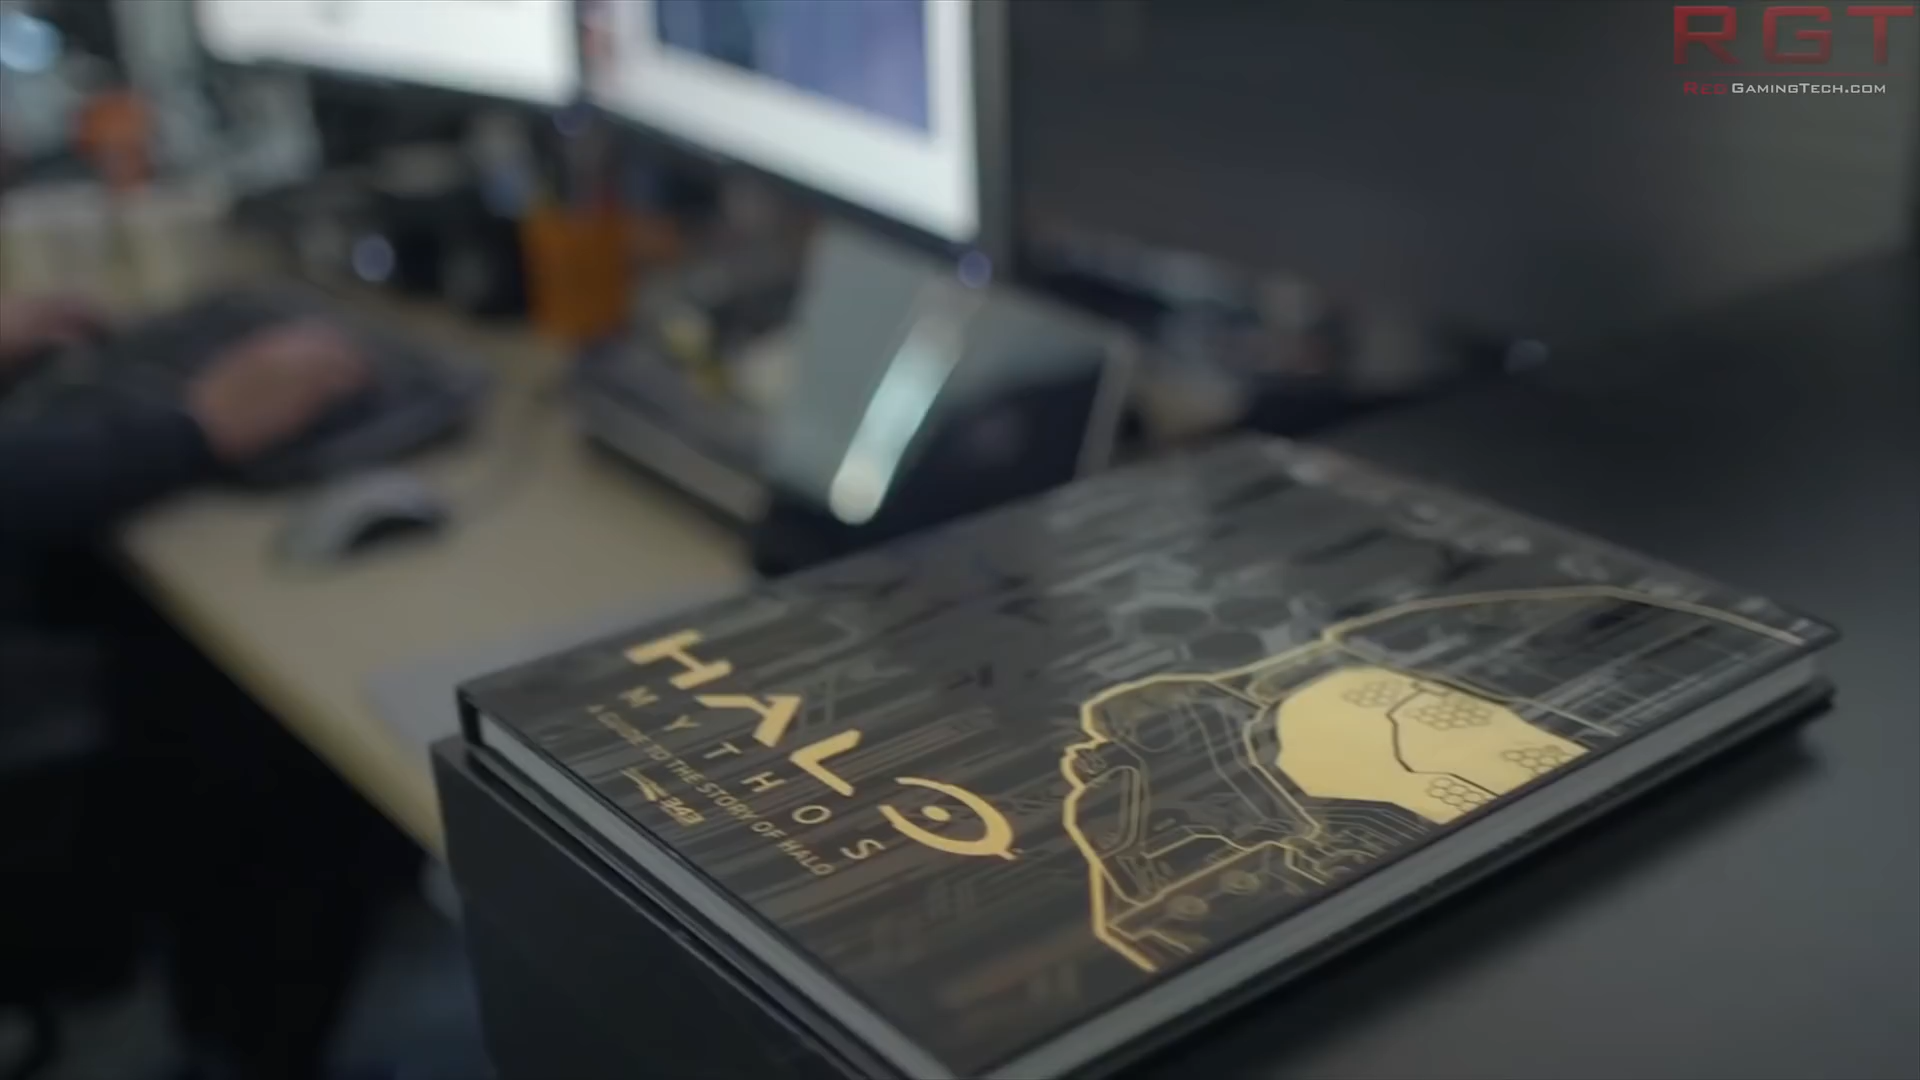 RGT
RedGamingTech.com
HALO
MYTHOS
A GUIDE TO THE STORY OF HALO
343